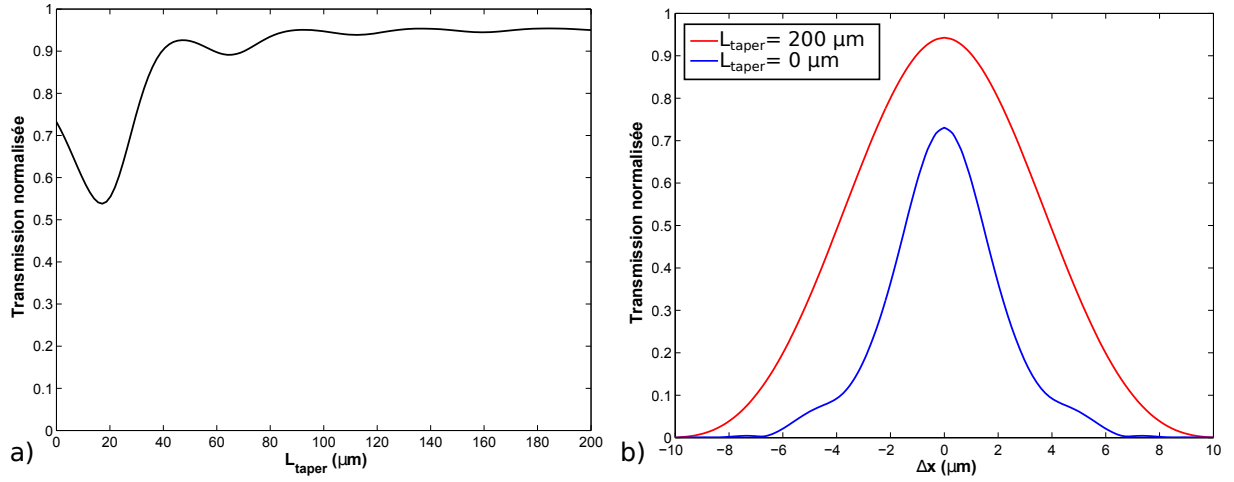 1
0.9
0.8
0.7
0.6
0.5
0.4
0.3
0.2
0.1
0
0 20 40 60 80 100 120 140 160 180 200
Transmission normalisée
L_taper (μm)
a)
L_taper= 200 μm
L_taper= 0 μm
1
0.9
0.8
0.7
0.6
0.5
0.4
0.3
0.2
0.1
0
−10 −8 −6 −4 −2 0 2 4 6 8 10
Transmission normalisée
Δx (μm)
b)